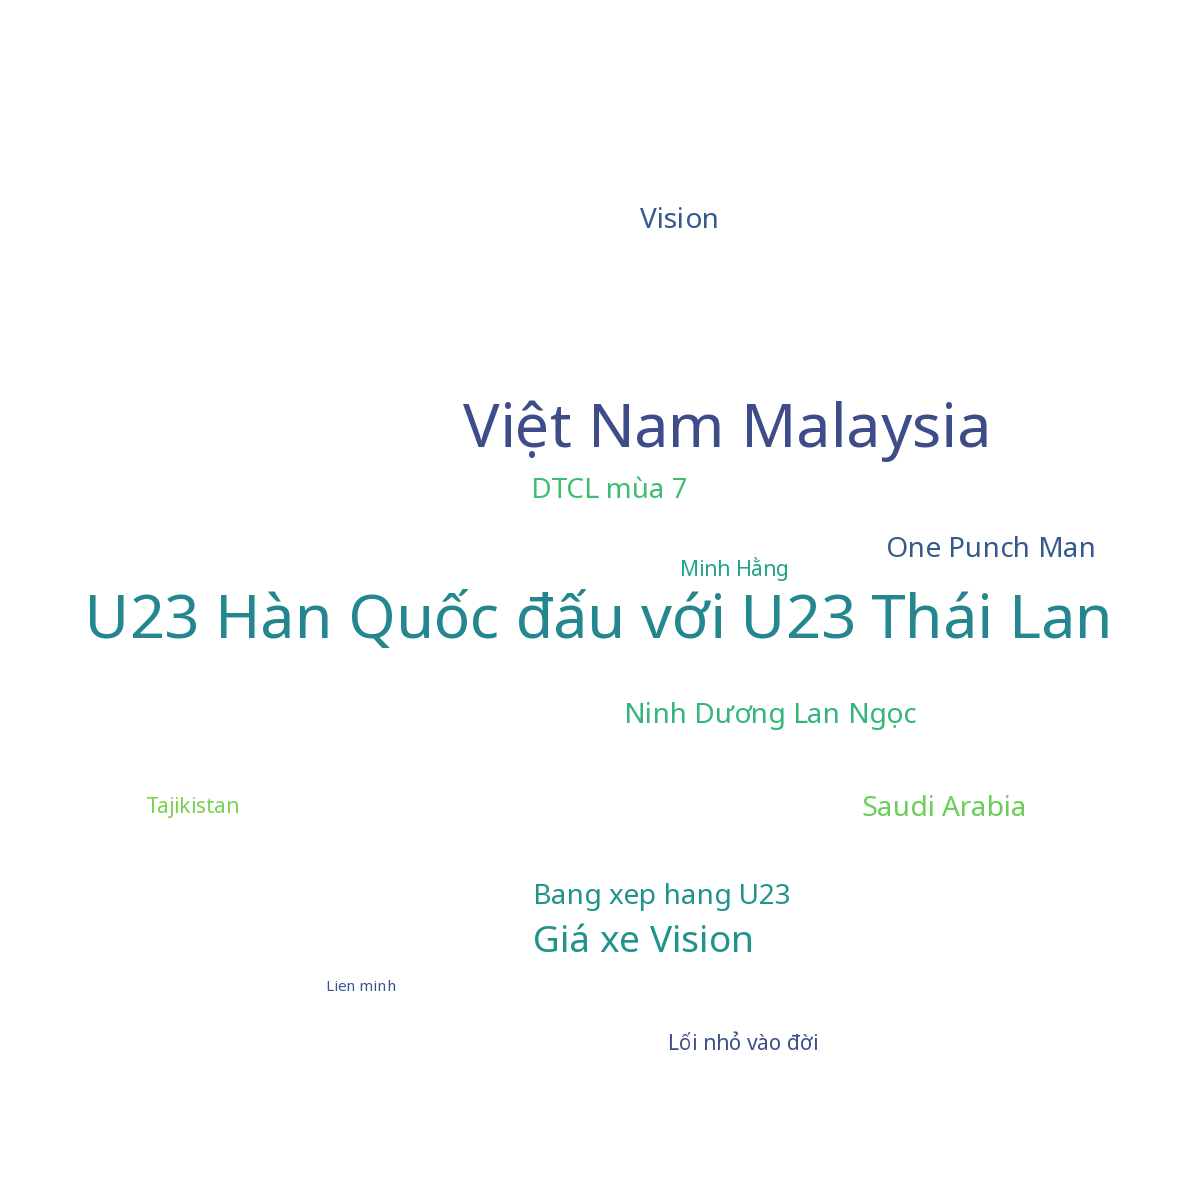 Vision
Việt Nam Malaysia
DTCL mùa 7
One Punch Man
Minh Hằng
U23 Hàn Quốc đấu với U23 Thái Lan
Ninh Dương Lan Ngọc
Tajikistan
Saudi Arabia
Bang xep hang U23
Giá xe Vision
Lien minh
Lối nhỏ vào đời